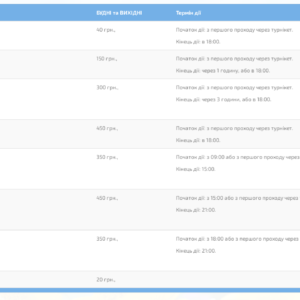 БУДНІ та ВИХІДНІ Термін дії
40 грн. Початок дії: з першого проходу через турнікет.
Кінець дії: в 18:00.
150 грн. Початок дії: з першого проходу через турнікет.
Кінець дії: через 1 годину, або в 18:00.
300 грн. Початок дії: з першого проходу через турнікет.
Кінець дії: через 3 години, або в 18:00.
450 грн. Початок дії: з першого проходу через турнікет.
Кінець дії: в 18:00.
350 грн. Початок дії: з 09:00 або з першого проходу через
Кінець дії: 13:00.
450 грн. Початок дії: з 15:00 або з першого проходу через
Кінець дії: 21:00.
250 грн. Початок дії: з 18:00 або з першого проходу через
Кінець дії: 21:00.
20 грн.